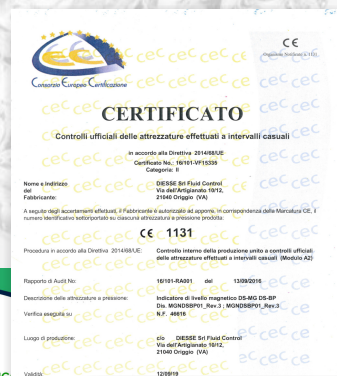 CEC
Consorzio Europeo Certificazione
CE
Organismo Notificato n. 1131
CERTIFICATO
Controlli ufficiali delle attrezzature effettuati a intervalli casuali
in accordo alla Direttiva 2014/68/UE
Certificato No.: 16/101-VF15335
Categoria: II
Nome e Indirizzo del Fabbricante:
DIESSE Srl Fluid Control
Via dell'Artigianato 10/12,
21040 Origgio (VA)
A seguito degli accertamenti effettuati, il Fabbricante è autorizzato ad apporre, in corrispondenza della Marcatura CE, il
numero identificativo sottoriportato su ciascuna attrezzatura a pressione prodotta:
CE 1131
Procedura in accordo alla Direttiva 2014/68/UE: Controllo interno della produzione unito a controlli ufficiali
delle attrezzature effettuati a intervalli casuali (Modulo A2)
Rapporto di Audit No: 16/101-RA001 del 13/09/2016
Descrizione delle attrezzature a pressione: Indicatore di livello magnetico DS-MG DS-BP
Dis. MGNDSBP01_Rev.3 ; MGNDSBP01_Rev.3
Verifica eseguita su N.F. 46616
Luogo di produzione: c/o DIESSE Srl Fluid Control
Via dell'Artigianato 10/12,
21040 Origgio (VA)
Validità 12/09/19